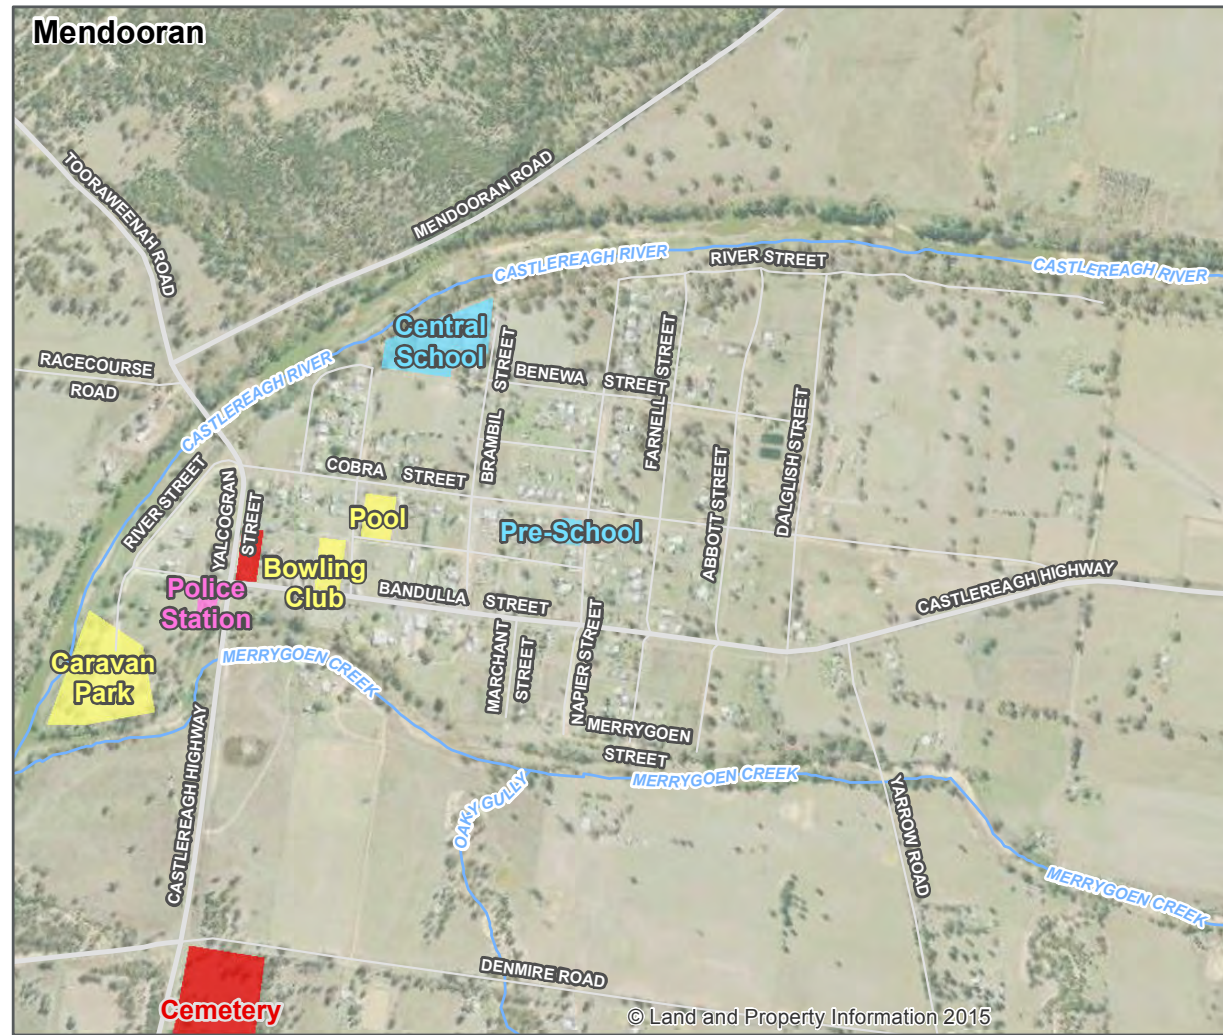 Mendooran
TOORAWEENAH ROAD
MENDOORAN ROAD
CASTLEREAGH RIVER
RIVER STREET
CASTLEREAGH RIVER
Central
School
RACECOURSE
ROAD
CASTLEREAGH RIVER
BENEWA STREET
BRAMBIL STREET
FARNELL STREET
DALGLISH STREET
ABBOTT STREET
COBRA STREET
RIVER STREET
YALCOGRAN
STREET
Pool
Pre-School
Bowling
Club
Police
Station
BANDULLA STREET
CASTLEREAGH HIGHWAY
Caravan
Park
MERRYGOEN CREEK
MARCHANT
STREET
NAPIER STREET
MERRYGOEN
STREET
CASTLEREAGH HIGHWAY
MERRYGOEN CREEK
OAKY GULLY
YARROW ROAD
MERRYGOEN CREEK
DENMIRE ROAD
Cemetery
© Land and Property Information 2015